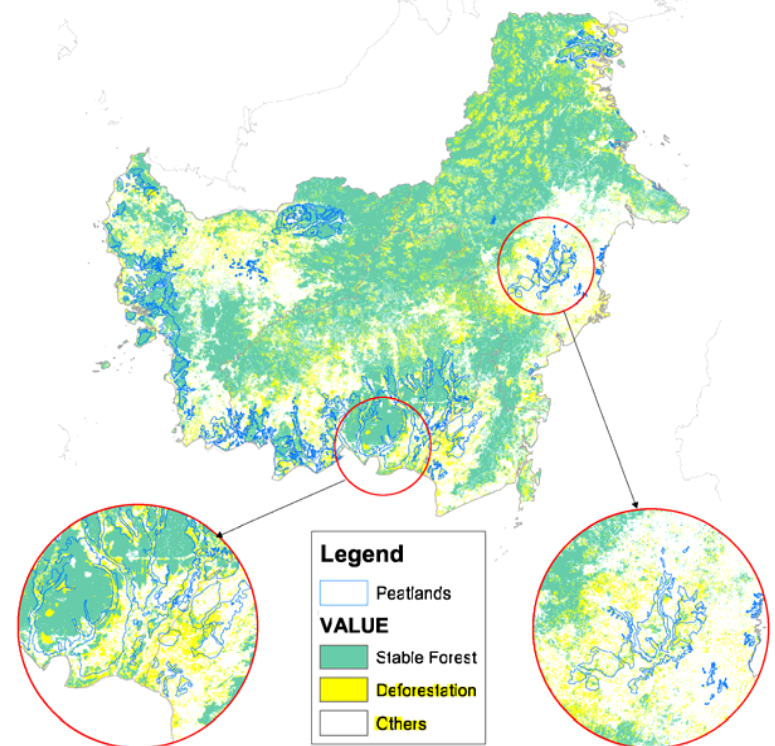 Legend
Peatlands
VALUE
Stable Forest
Deforestation
Others